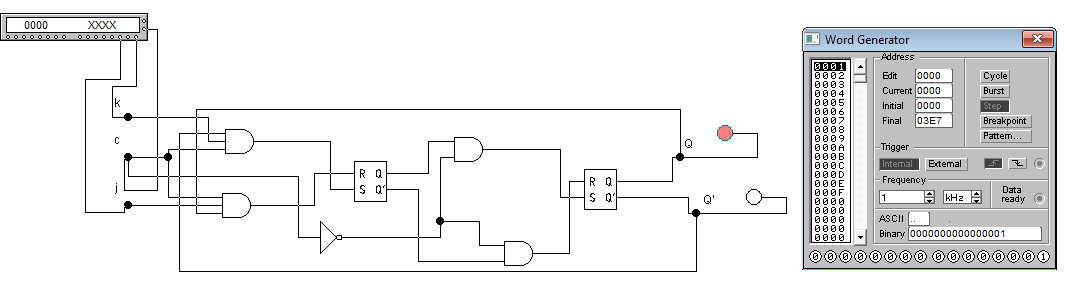 0000 XXXX
k
c
j
R Q
S Q'
R Q
S Q'
Q
Q'
Word Generator
0001
0002
0003
0004
0005
0006
0007
0008
0009
000A
000B
000C
000D
000E
000F
0000
0000
0000
0000
Address
Edit 0000
Current 0000
Initial 0000
Final 03E7
Cycle
Burst
Step
Breakpoint
Pattern...
Trigger
Internal External
Frequency
1 kHz
Data
ready
ASCII .. .
Binary 0000000000000001
0 0 0 0 0 0 0 0 0 0 0 0 0 0 0 1